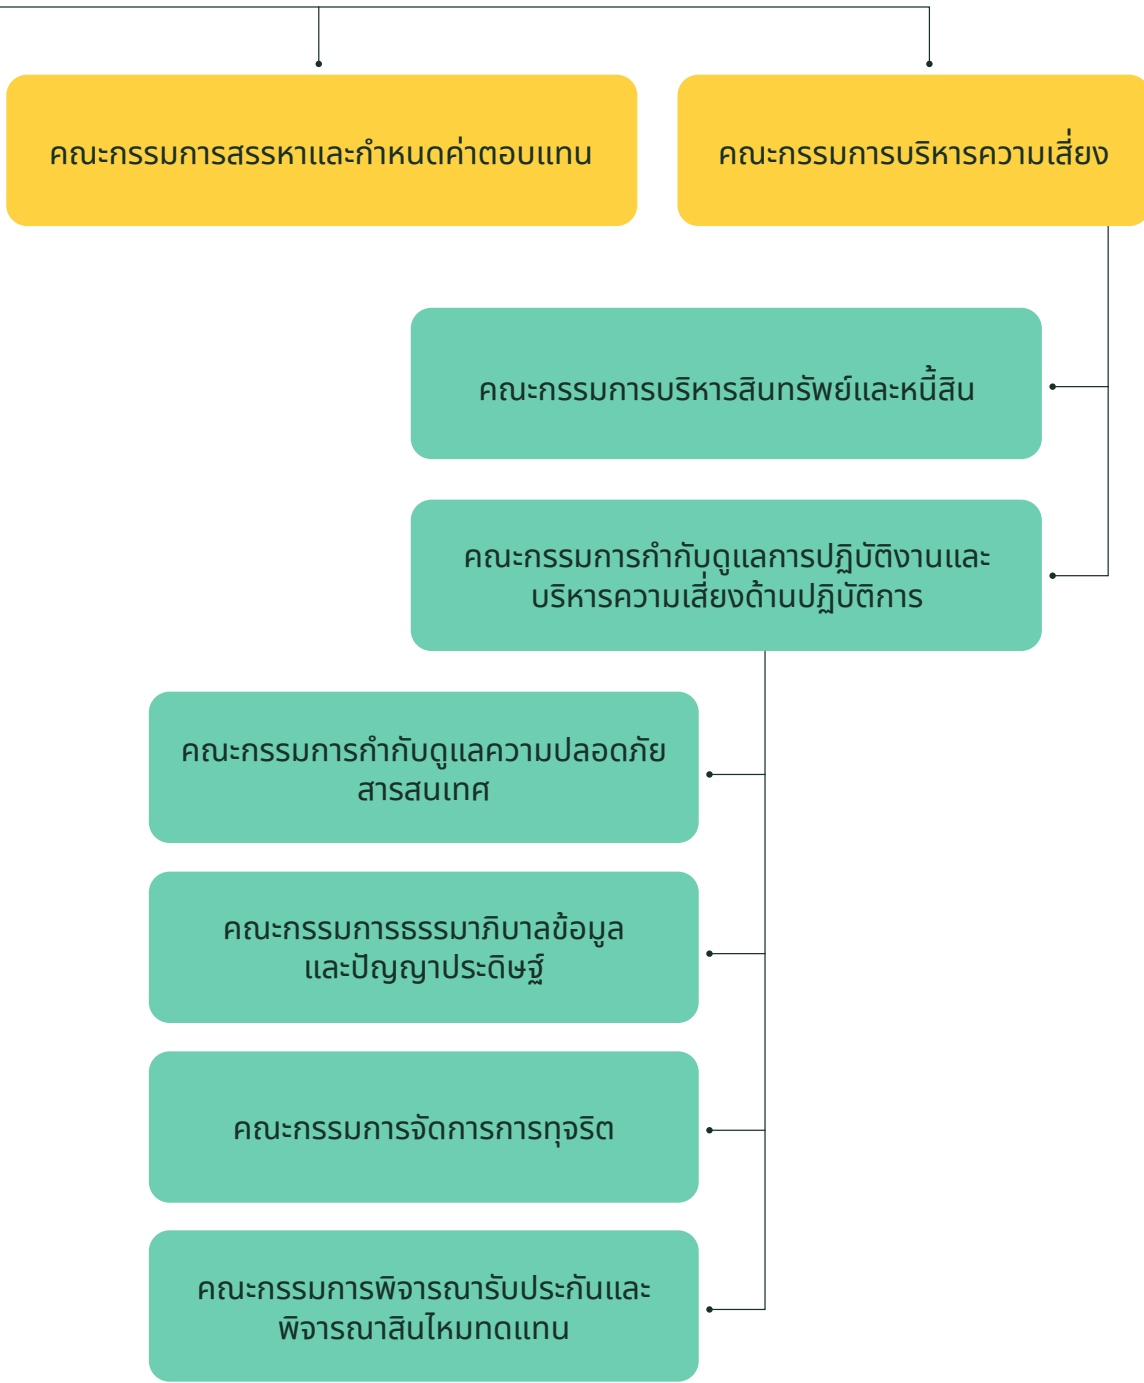 คณะกรรมการสรรหาและกำหนดค่าตอบแทน
คณะกรรมการบริหารความเสี่ยง
คณะกรรมการบริหารสินทรัพย์และหนี้สิน
คณะกรรมการกำกับดูแลการปฏิบัติงานและ
บริหารความเสี่ยงด้านปฏิบัติการ
คณะกรรมการกำกับดูแลความปลอดภัย
สารสนเทศ
คณะกรรมการธรรมาภิบาลข้อมูล
และปัญญาประดิษฐ์
คณะกรรมการจัดการการทุจริต
คณะกรรมการพิจารณารับประกันและ
พิจารณาสินไหมทดแทน